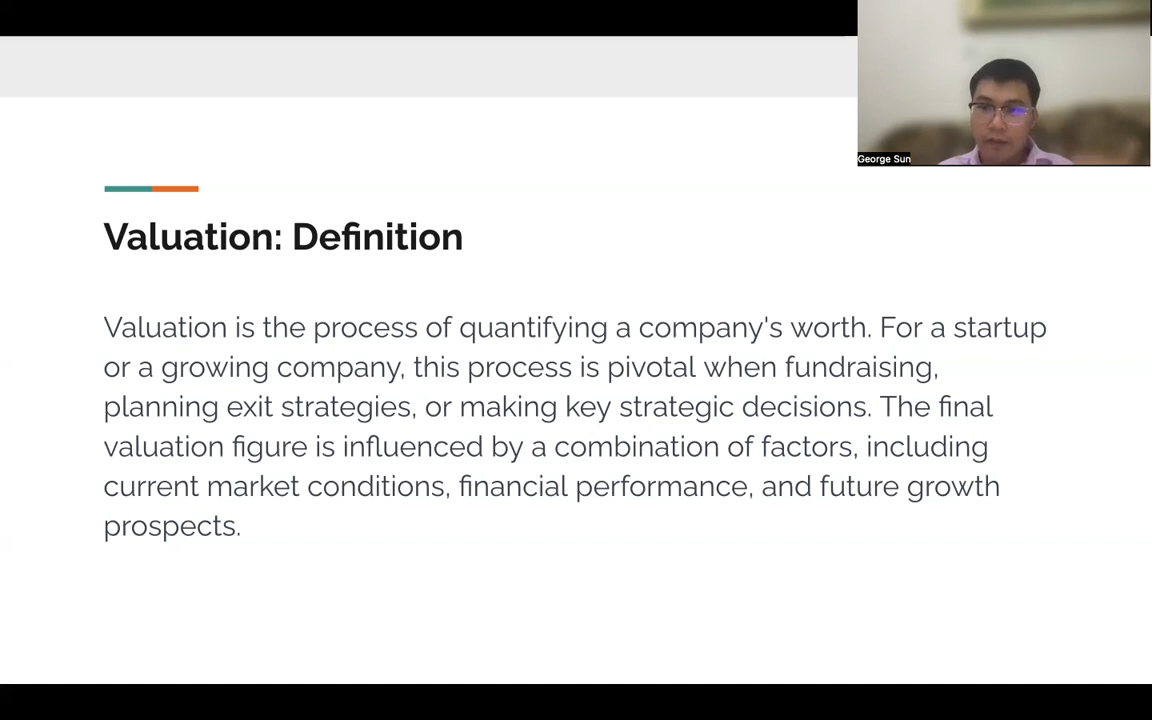 George Sun
Valuation: Definition
Valuation is the process of quantifying a company's worth. For a startup
or a growing company, this process is pivotal when fundraising,
planning exit strategies, or making key strategic decisions. The final
valuation figure is influenced by a combination of factors, including
current market conditions, financial performance, and future growth
prospects.